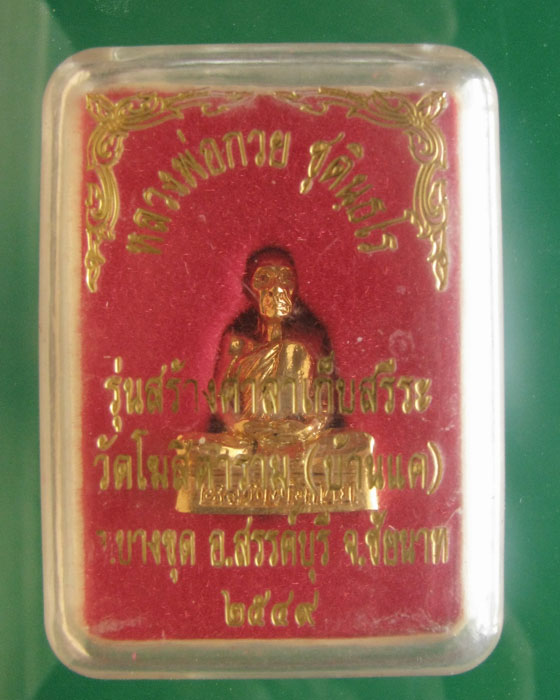 หลวงพ่อกวย ชุตินฺธโร
รุ่นสร้างศาลาเก็บสรีระ
วัดโฆสิตาราม (บ้านแค)
ต.บางขุด อ.สรรค์บุรี จ.ชัยนาท
๒๕๔๙